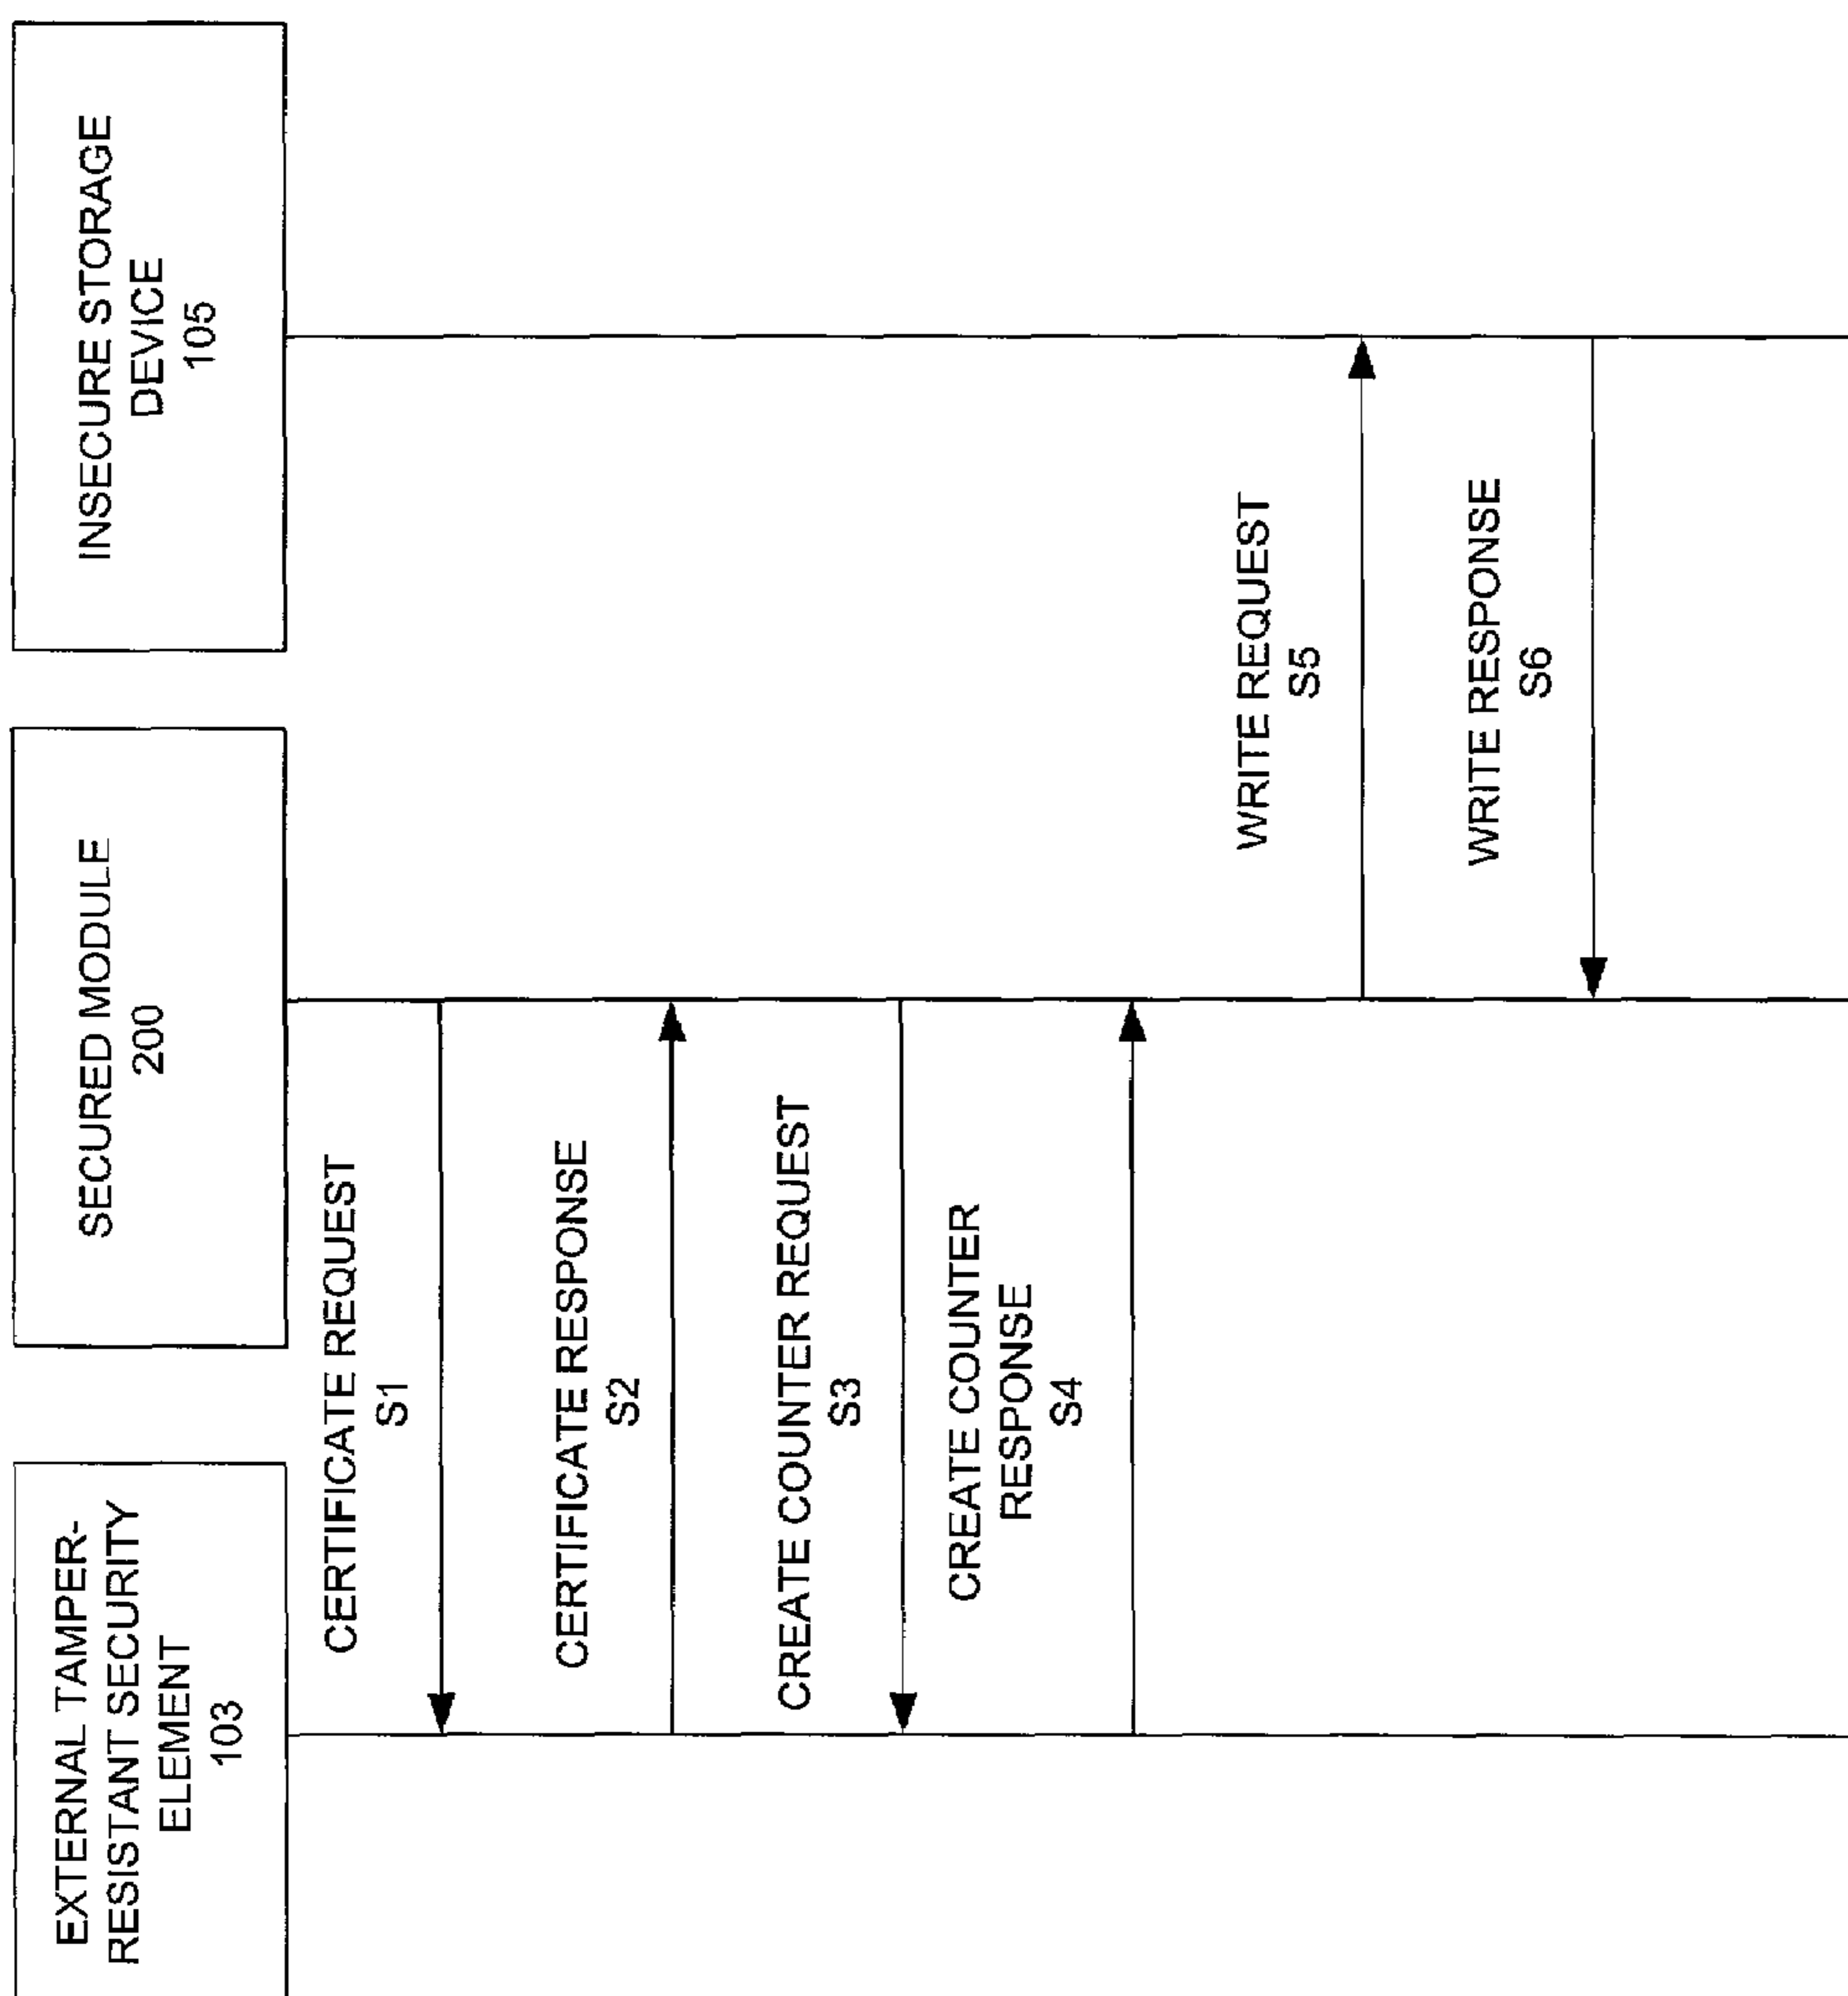 EXTERNAL TAMPER-
RESISTANT SECURITY
ELEMENT
103
SECURED MODULE
200
INSECURE STORAGE
DEVICE
105
CERTIFICATE REQUEST
S1
CERTIFICATE RESPONSE
S2
CREATE COUNTER REQUEST
S3
CREATE COUNTER
RESPONSE
S4
WRITE REQUEST
S5
WRITE RESPONSE
S6